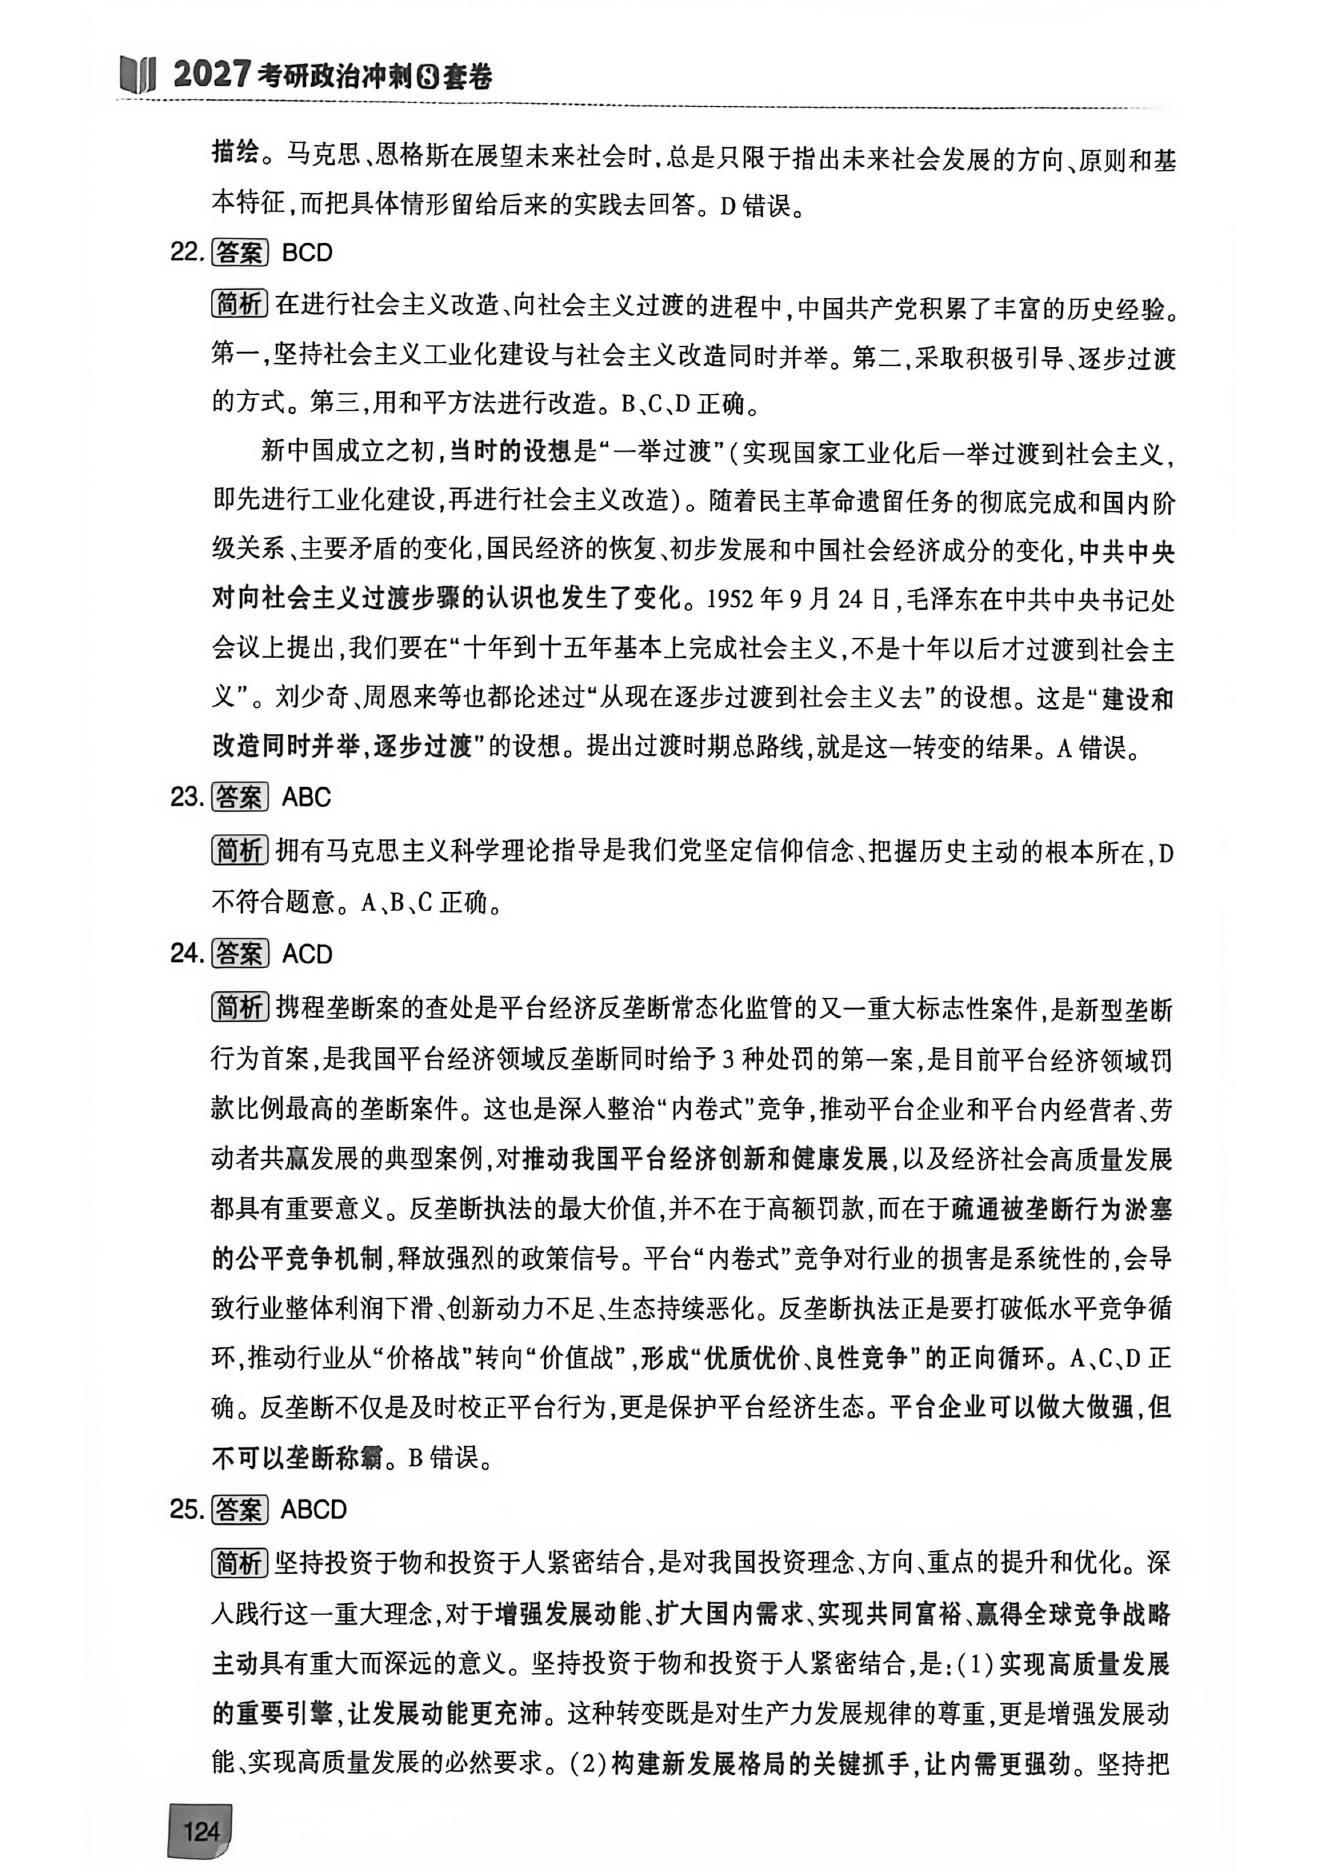 2027考研政治冲刺8套卷
描绘。马克思、恩格斯在展望未来社会时,总是只限于指出未来社会发展的方向、原则和基
本特征,而把具体情形留给后来的实践去回答。D 错误。
22. 答案 BCD
简析 在进行社会主义改造、向社会主义过渡的进程中,中国共产党积累了丰富的历史经验。
第一,坚持社会主义工业化建设与社会主义改造同时并举。第二,采取积极引导、逐步过渡
的方式。第三,用和平方法进行改造。B、C、D 正确。
新中国成立之初,当时的设想是“一举过渡”(实现国家工业化后一举过渡到社会主义,
即先进行工业化建设,再进行社会主义改造)。随着民主革命遗留任务的彻底完成和国内阶
级关系、主要矛盾的变化,国民经济的恢复、初步发展和中国社会经济成分的变化,中共中央
对向社会主义过渡步骤的认识也发生了变化。1952 年 9 月 24 日,毛泽东在中共中央书记处
会议上提出,我们要在“十年到十五年基本上完成社会主义,不是十年以后才过渡到社会主
义”。刘少奇、周恩来等也都论述过“从现在逐步过渡到社会主义去”的设想。这是“建设和
改造同时并举,逐步过渡”的设想。提出过渡时期总路线,就是这一转变的结果。A 错误。
23. 答案 ABC
简析 拥有马克思主义科学理论指导是我们党坚定信仰信念、把握历史主动的根本所在,D
不符合题意。A、B、C 正确。
24. 答案 ACD
简析 携程垄断案的查处是平台经济反垄断常态化监管的又一重大标志性案件,是新型垄断
行为首案,是我国平台经济领域反垄断同时给予 3 种处罚的第一案,是目前平台经济领域罚
款比例最高的垄断案件。这也是深入整治“内卷式”竞争,推动平台企业和平台内经营者、劳
动者共赢发展的典型案例,对推动我国平台经济创新和健康发展,以及经济社会高质量发展
都具有重要意义。反垄断执法的最大价值,并不在于高额罚款,而在于疏通被垄断行为淤塞
的公平竞争机制,释放强烈的政策信号。平台“内卷式”竞争对行业的损害是系统性的,会导
致行业整体利润下滑、创新动力不足、生态持续恶化。反垄断执法正是要打破低水平竞争循
环,推动行业从“价格战”转向“价值战”,形成“优质优价、良性竞争”的正向循环。A、C、D 正
确。反垄断不仅是及时校正平台行为,更是保护平台经济生态。平台企业可以做大做强,但
不可以垄断称霸。B 错误。
25. 答案 ABCD
简析 坚持投资于物和投资于人紧密结合,是对我国投资理念、方向、重点的提升和优化。深
入践行这一重大理念,对于增强发展动能、扩大国内需求、实现共同富裕、赢得全球竞争战略
主动具有重大而深远的意义。坚持投资于物和投资于人紧密结合,是:(1)实现高质量发展
的重要引擎,让发展动能更充沛。这种转变既是对生产力发展规律的尊重,更是增强发展动
能、实现高质量发展的必然要求。(2)构建新发展格局的关键抓手,让内需更强劲。坚持把
124